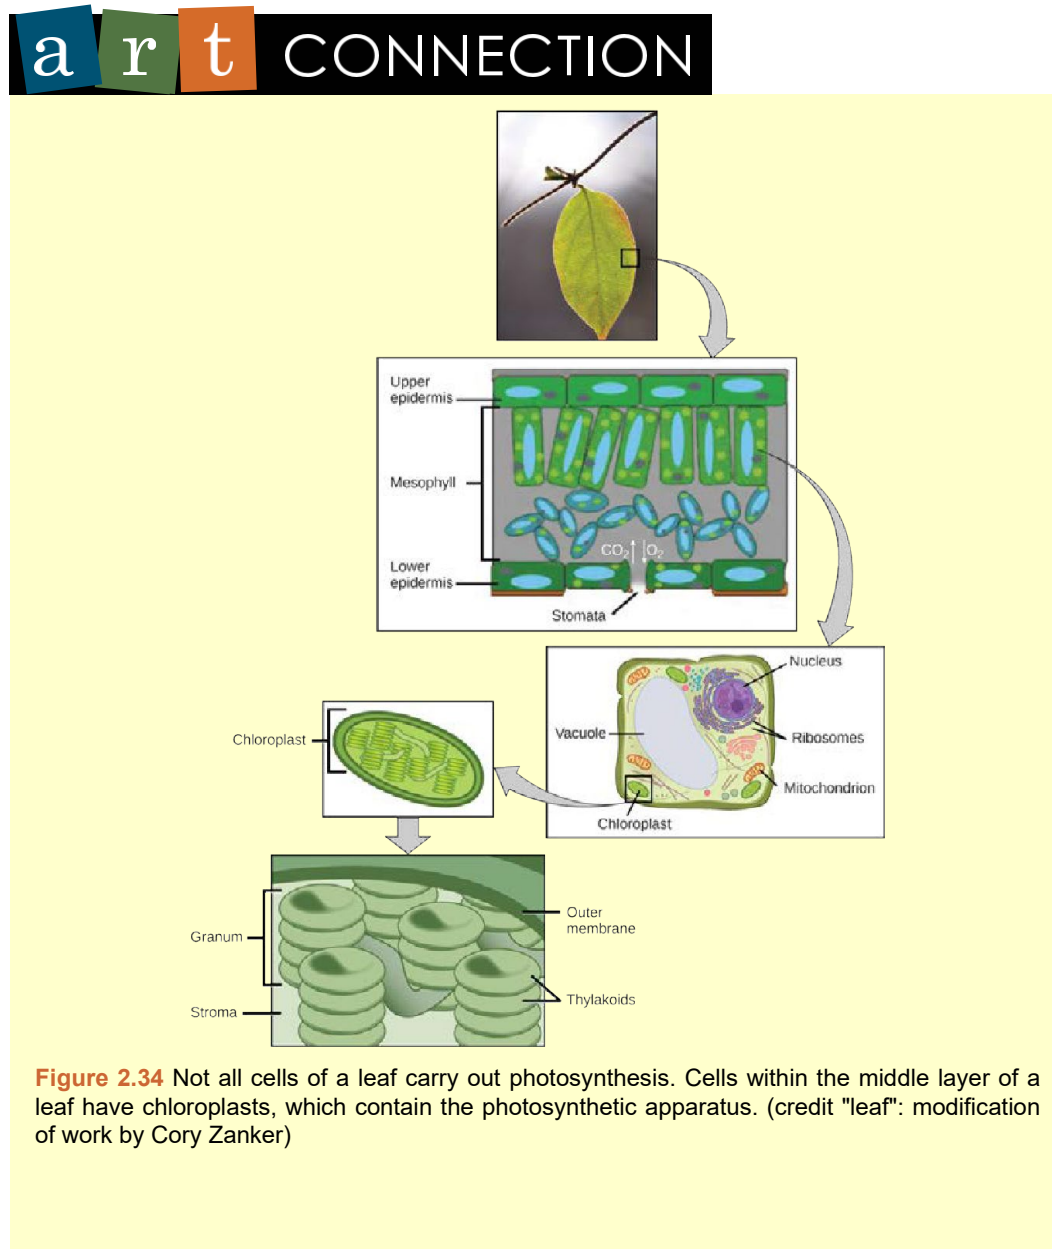 art CONNECTION
Upper
epidermis
Mesophyll
CO2 O2
Lower
epidermis
Stomata
Nucleus
Vacuole
Ribosomes
Mitochondrion
Chloroplast
Chloroplast
Outer
membrane
Granum
Thylakoids
Stroma
Figure 2.34 Not all cells of a leaf carry out photosynthesis. Cells within the middle layer of a
leaf have chloroplasts, which contain the photosynthetic apparatus. (credit "leaf": modification
of work by Cory Zanker)